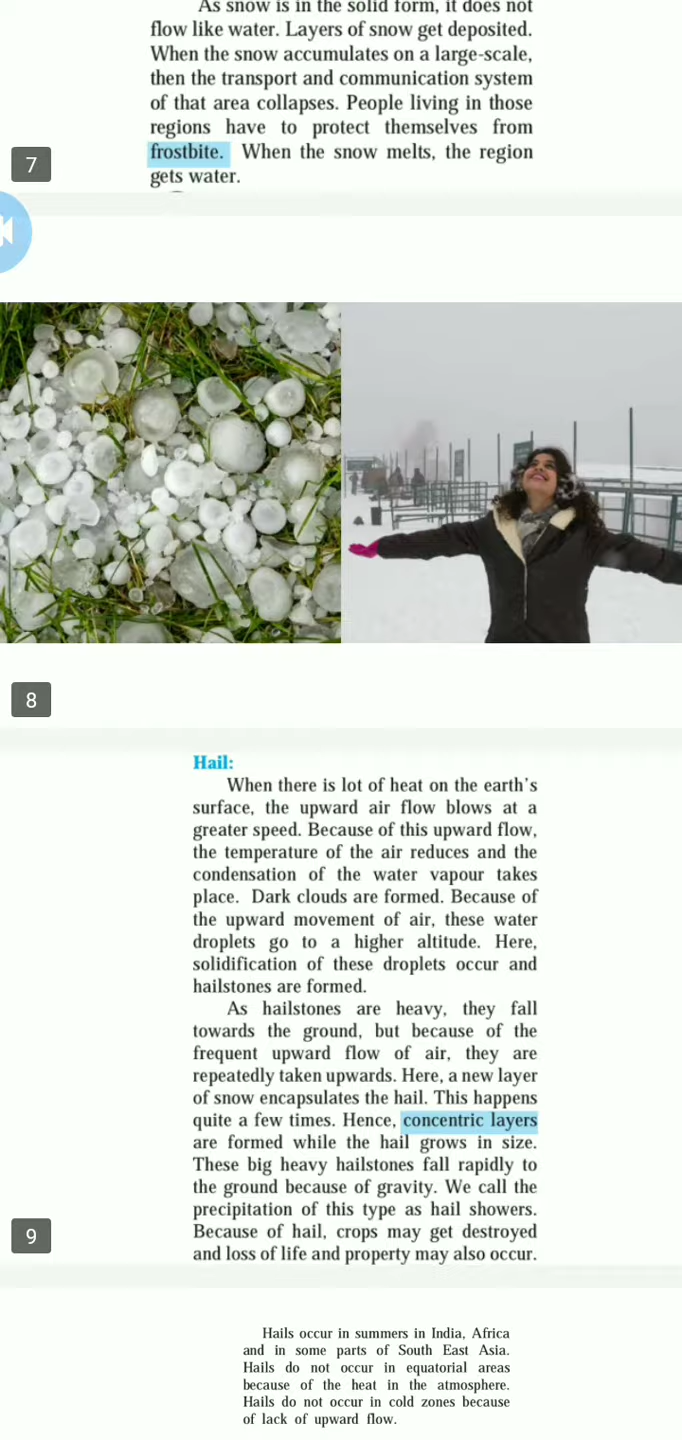 As snow is in the solid form, it does not
flow like water. Layers of snow get deposited.
When the snow accumulates on a large-scale,
then the transport and communication system
of that area collapses. People living in those
regions have to protect themselves from
frostbite. When the snow melts, the region
gets water.
7
8
Hail:
When there is lot of heat on the earth's
surface, the upward air flow blows at a
greater speed. Because of this upward flow,
the temperature of the air reduces and the
condensation of the water vapour takes
place. Dark clouds are formed. Because of
the upward movement of air, these water
droplets go to a higher altitude. Here,
solidification of these droplets occur and
hailstones are formed.
As hailstones are heavy, they fall
towards the ground, but because of the
frequent upward flow of air, they are
repeatedly taken upwards. Here, a new layer
of snow encapsulates the hail. This happens
quite a few times. Hence, concentric layers
are formed while the hail grows in size.
These big heavy hailstones fall rapidly to
the ground because of gravity. We call the
precipitation of this type as hail showers.
Because of hail, crops may get destroyed
and loss of life and property may also occur.
9
Hails occur in summers in India, Africa
and in some parts of South East Asia.
Hails do not occur in equatorial areas
because of the heat in the atmosphere.
Hails do not occur in cold zones because
of lack of upward flow.